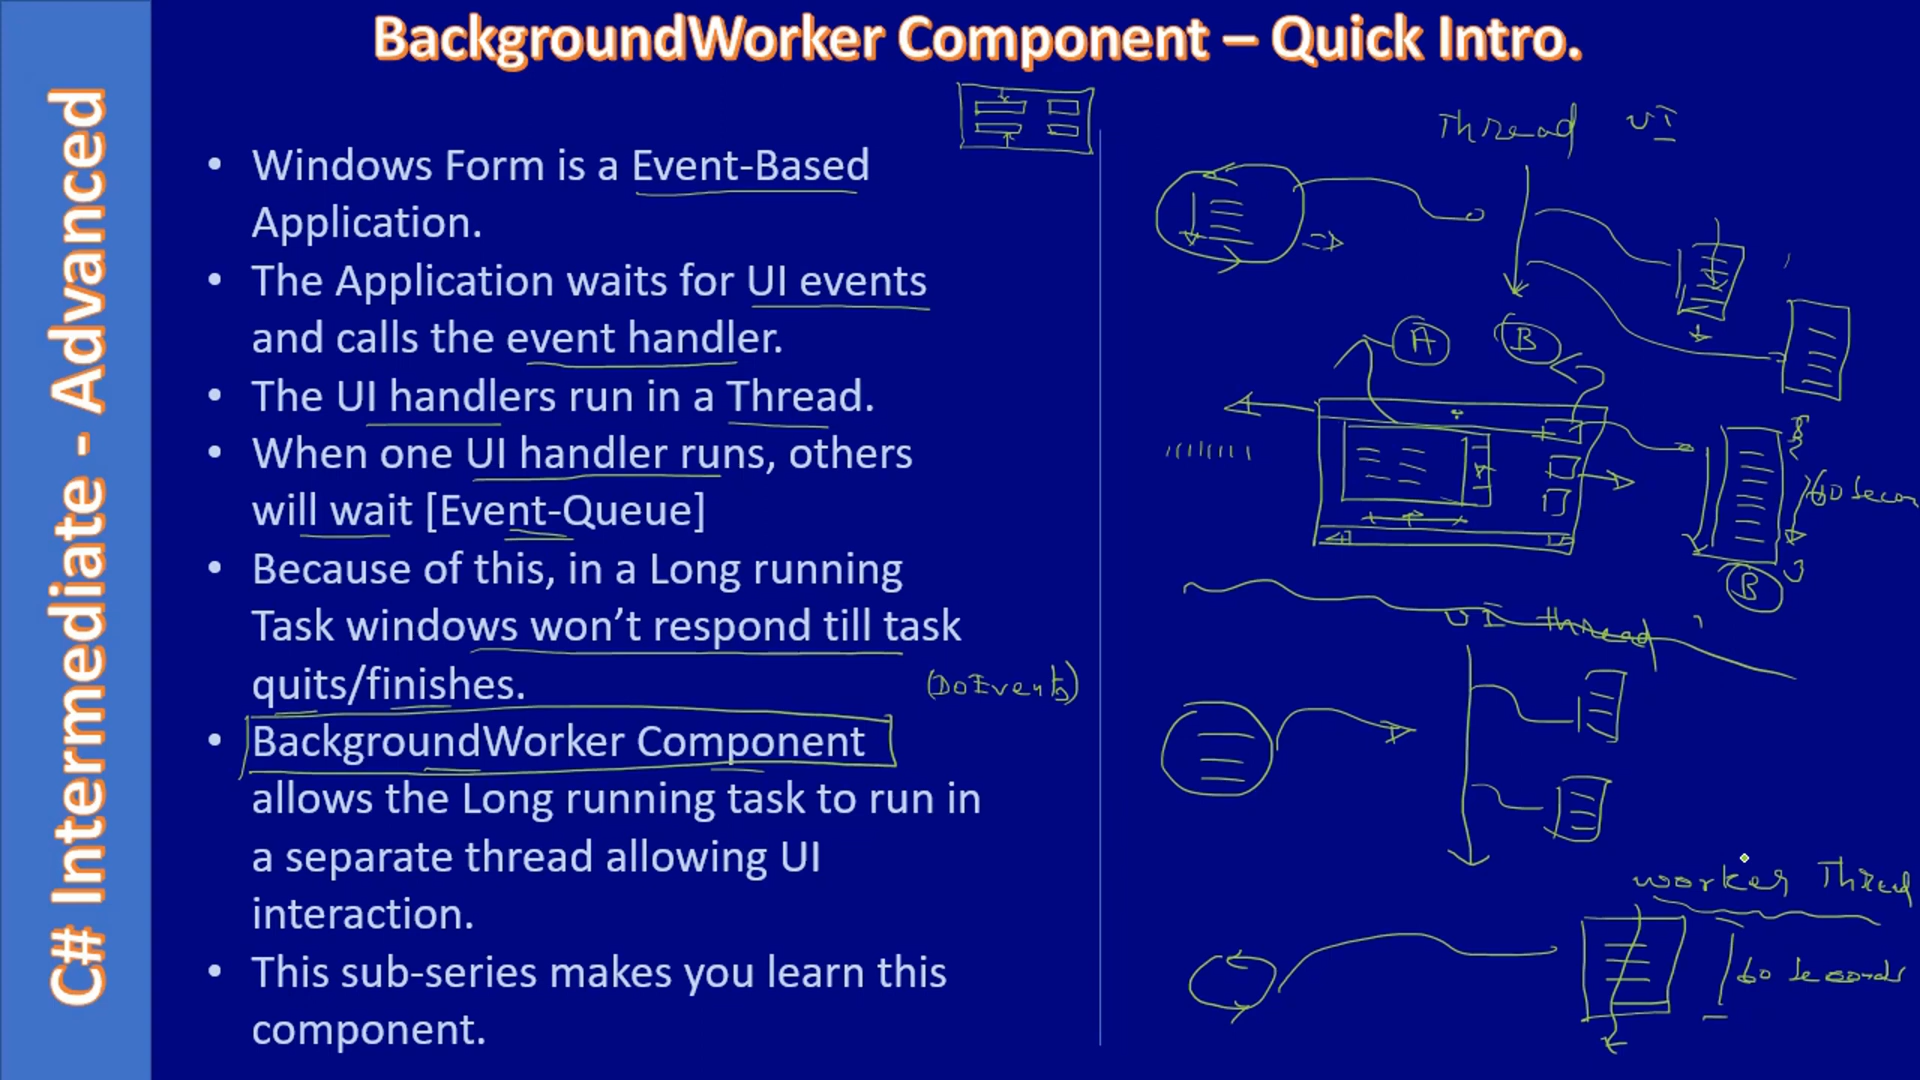 BackgroundWorker Component – Quick Intro.
C# Intermediate - Advanced
• Windows Form is a Event-Based
Application.
• The Application waits for UI events
and calls the event handler.
• The UI handlers run in a Thread.
• When one UI handler runs, others
will wait [Event-Queue]
• Because of this, in a Long running
Task windows won’t respond till task
quits/finishes.
(DoEvents)
• BackgroundWorker Component
allows the Long running task to run in
a separate thread allowing UI
interaction.
• This sub-series makes you learn this
component.
Thread UI
A
B
60 Secon
B
UI thread
worker Thread
60 Seconds